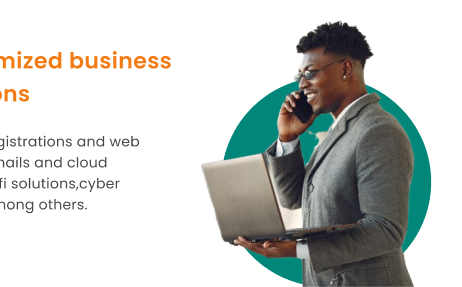 mized business
ons
gistrations and web
nails and cloud
fi solutions,cyber
nong others.